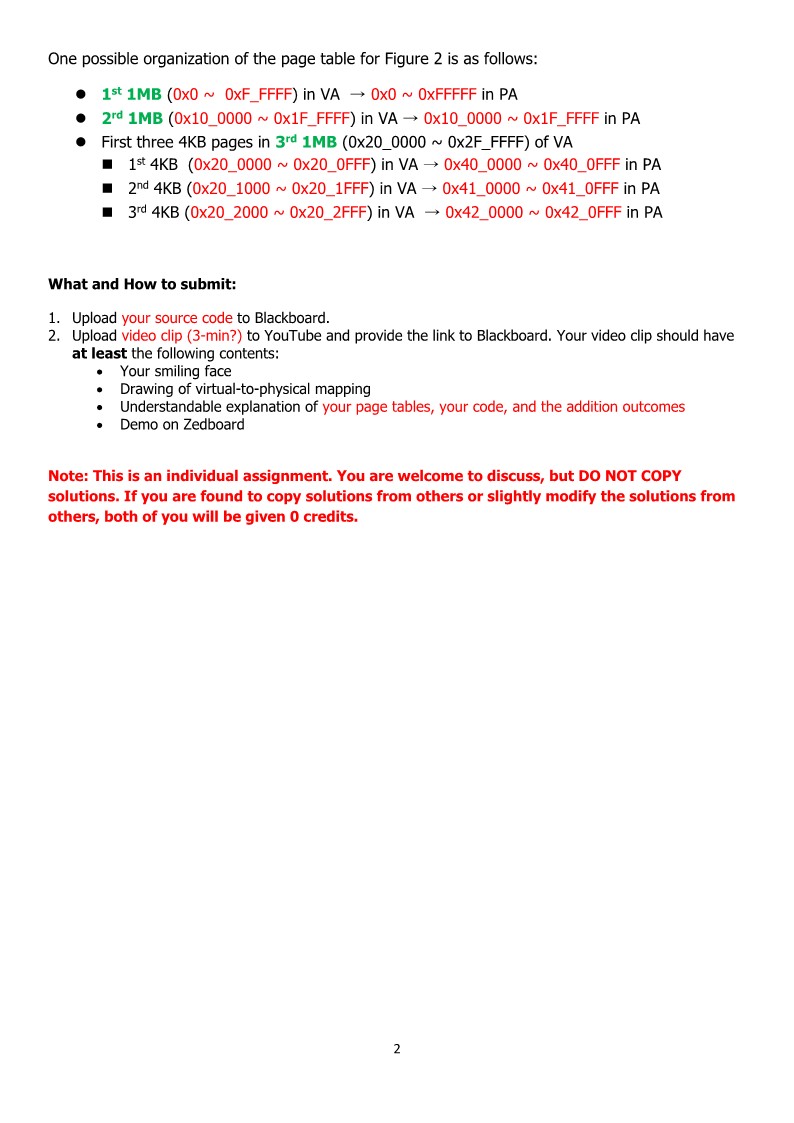 One possible organization of the page table for Figure 2 is as follows:
● 1st 1MB (0x0 ~ 0xF_FFFF) in VA → 0x0 ~ 0xFFFFF in PA
● 2rd 1MB (0x10_0000 ~ 0x1F_FFFF) in VA → 0x10_0000 ~ 0x1F_FFFF in PA
● First three 4KB pages in 3rd 1MB (0x20_0000 ~ 0x2F_FFFF) of VA
■ 1st 4KB (0x20_0000 ~ 0x20_0FFF) in VA → 0x40_0000 ~ 0x40_0FFF in PA
■ 2nd 4KB (0x20_1000 ~ 0x20_1FFF) in VA → 0x41_0000 ~ 0x41_0FFF in PA
■ 3rd 4KB (0x20_2000 ~ 0x20_2FFF) in VA → 0x42_0000 ~ 0x42_0FFF in PA
What and How to submit:
1. Upload your source code to Blackboard.
2. Upload video clip (3-min?) to YouTube and provide the link to Blackboard. Your video clip should have
at least the following contents:
• Your smiling face
• Drawing of virtual-to-physical mapping
• Understandable explanation of your page tables, your code, and the addition outcomes
• Demo on Zedboard
Note: This is an individual assignment. You are welcome to discuss, but DO NOT COPY
solutions. If you are found to copy solutions from others or slightly modify the solutions from
others, both of you will be given 0 credits.
2